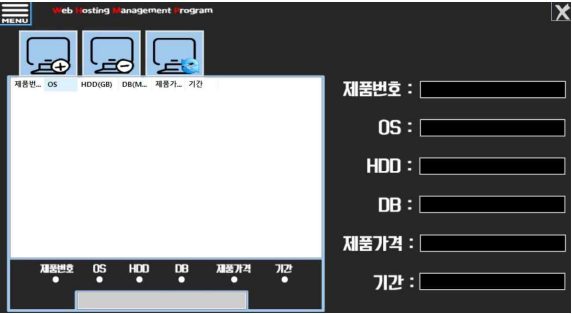 Web Hosting Management Program
MENU
제품번... OS HDD(GB) DB(M... 제품가... 기간
제품번호 :
OS :
HDD :
DB :
제품가격 :
기간 :
제품번호 OS HDD DB 제품가격 기간